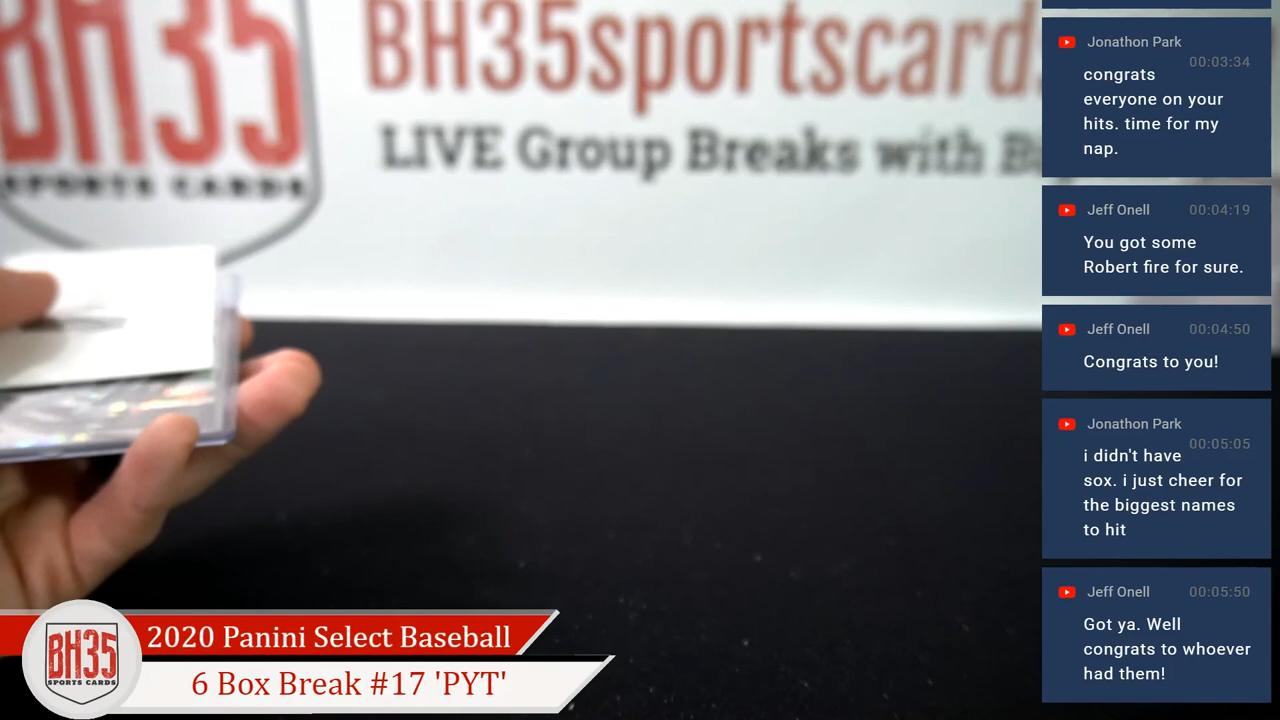 BH35
SPORTS CARDS
BH35sportscards
LIVE Group Breaks with
Jonathon Park
00:03:34
congrats
everyone on your
hits. time for my
nap.
Jeff Onell 00:04:19
You got some
Robert fire for sure.
Jeff Onell 00:04:50
Congrats to you!
Jonathon Park
00:05:05
i didn't have
sox. i just cheer for
the biggest names
to hit
Jeff Onell 00:05:50
Got ya. Well
congrats to whoever
had them!
BH35
SPORTS CARDS
2020 Panini Select Baseball
6 Box Break #17 'PYT'